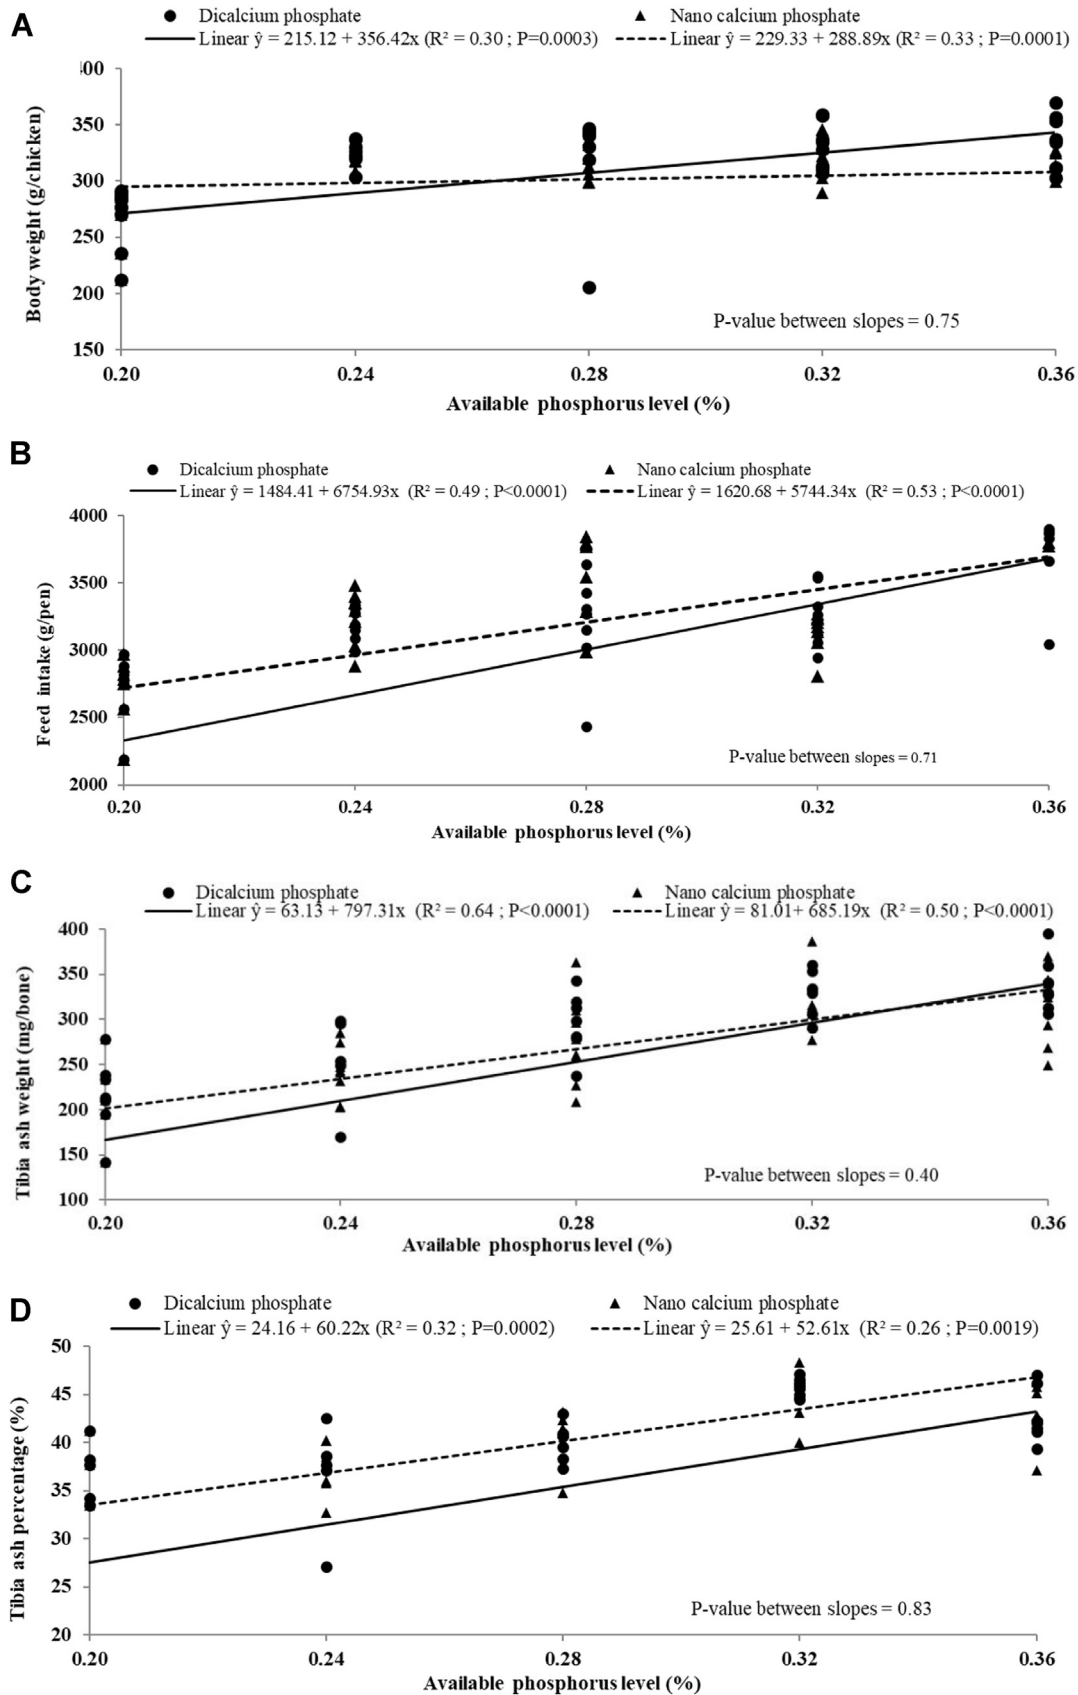 A
Dicalcium phosphate
Nano calcium phosphate
Linear ŷ = 215.12 + 356.42x (R² = 0.30 ; P=0.0003)
Linear ŷ = 229.33 + 288.89x (R² = 0.33 ; P=0.0001)
400
350
300
250
200
150
Body weight (g/chicken)
P-value between slopes = 0.75
0.20 0.24 0.28 0.32 0.36
Available phosphorus level (%)
B
Dicalcium phosphate
Nano calcium phosphate
Linear ŷ = 1484.41 + 6754.93x (R² = 0.49 ; P<0.0001)
Linear ŷ = 1620.68 + 5744.34x (R² = 0.53 ; P<0.0001)
4000
3500
3000
2500
2000
Feed intake (g/pen)
P-value between slopes = 0.71
0.20 0.24 0.28 0.32 0.36
Available phosphorus level (%)
C
Dicalcium phosphate
Nano calcium phosphate
Linear ŷ = 63.13 + 797.31x (R² = 0.64 ; P<0.0001)
Linear ŷ = 81.01+ 685.19x (R² = 0.50 ; P<0.0001)
400
350
300
250
200
150
100
Tibia ash weight (mg/bone)
P-value between slopes = 0.40
0.20 0.24 0.28 0.32 0.36
Available phosphorus level (%)
D
Dicalcium phosphate
Nano calcium phosphate
Linear ŷ = 24.16 + 60.22x (R² = 0.32 ; P=0.0002)
Linear ŷ = 25.61 + 52.61x (R² = 0.26 ; P=0.0019)
50
45
40
35
30
25
20
Tibia ash percentage (%)
P-value between slopes = 0.83
0.20 0.24 0.28 0.32 0.36
Available phosphorus level (%)